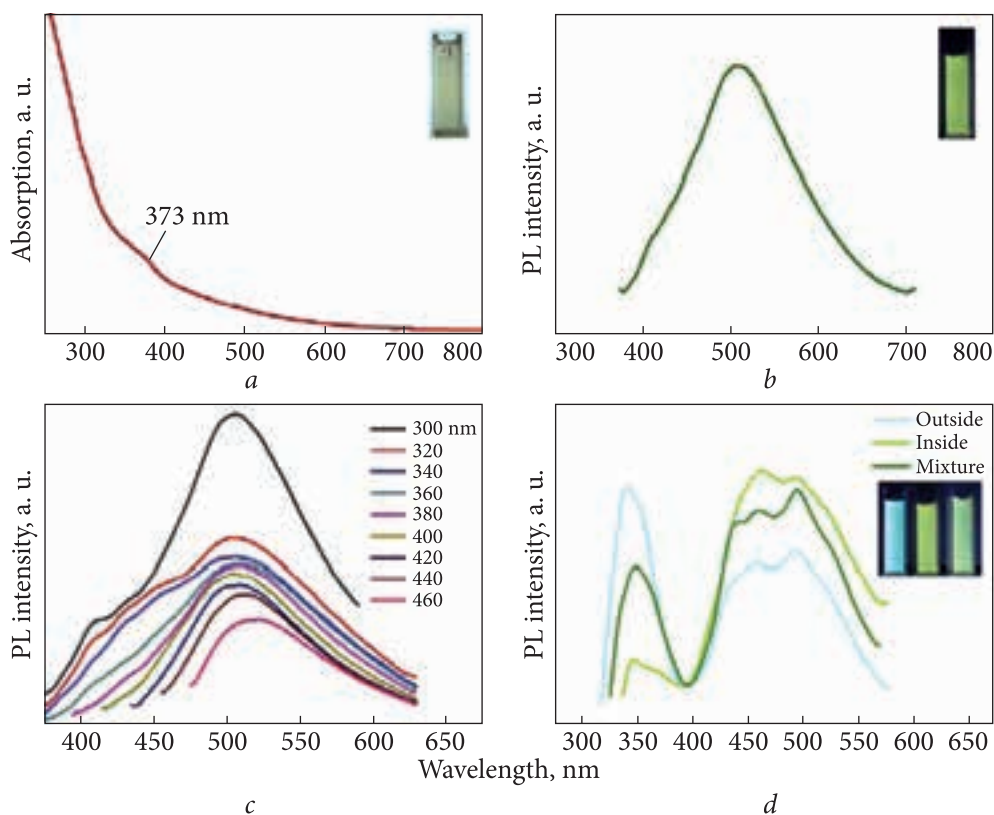 Absorption, a. u.
373 nm
300 400 500 600 700 800
a
PL intensity, a. u.
300 400 500 600 700 800
b
PL intensity, a. u.
300 nm
320
340
360
380
400
420
440
460
400 450 500 550 600 650
c
PL intensity, a. u.
Outside
Inside
Mixture
300 350 400 450 500 550 600 650
Wavelength, nm
d